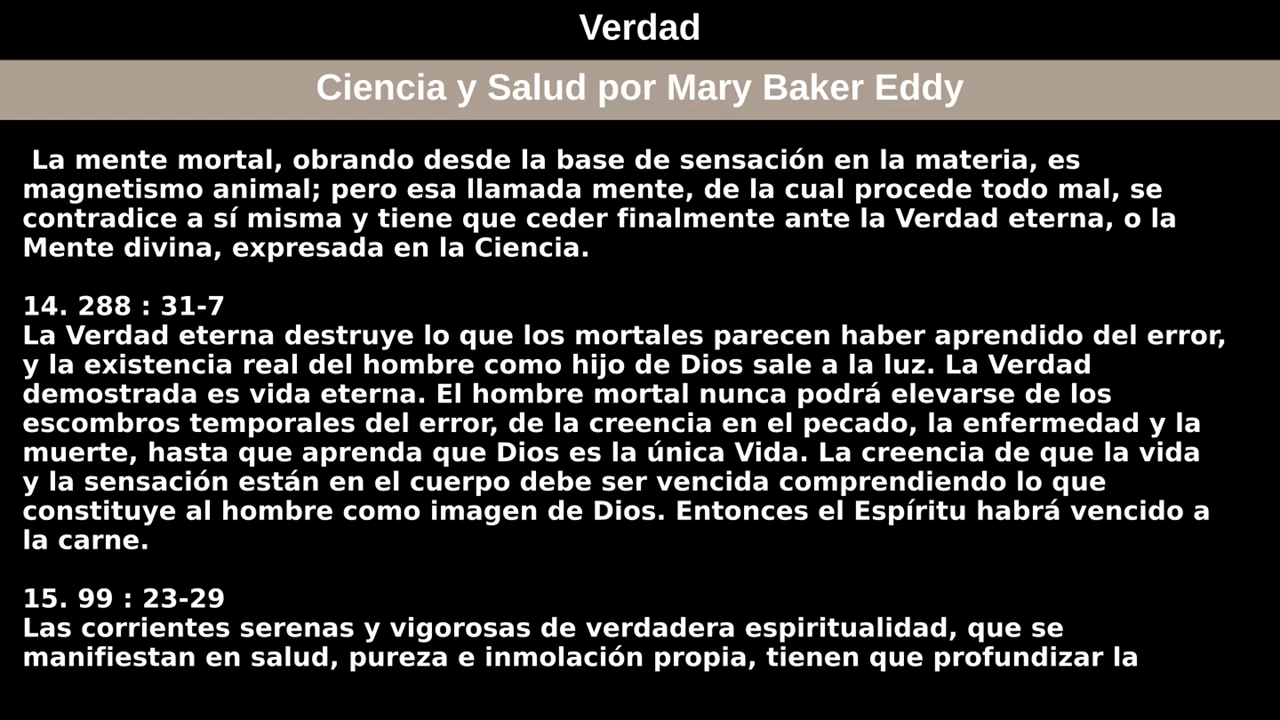 Verdad
Ciencia y Salud por Mary Baker Eddy
La mente mortal, obrando desde la base de sensación en la materia, es
magnetismo animal; pero esa llamada mente, de la cual procede todo mal, se
contradice a sí misma y tiene que ceder finalmente ante la Verdad eterna, o la
Mente divina, expresada en la Ciencia.
14. 288 : 31-7
La Verdad eterna destruye lo que los mortales parecen haber aprendido del error,
y la existencia real del hombre como hijo de Dios sale a la luz. La Verdad
demostrada es vida eterna. El hombre mortal nunca podrá elevarse de los
escombros temporales del error, de la creencia en el pecado, la enfermedad y la
muerte, hasta que aprenda que Dios es la única Vida. La creencia de que la vida
y la sensación están en el cuerpo debe ser vencida comprendiendo lo que
constituye al hombre como imagen de Dios. Entonces el Espíritu habrá vencido a
la carne.
15. 99 : 23-29
Las corrientes serenas y vigorosas de verdadera espiritualidad, que se
manifiestan en salud, pureza e inmolación propia, tienen que profundizar la